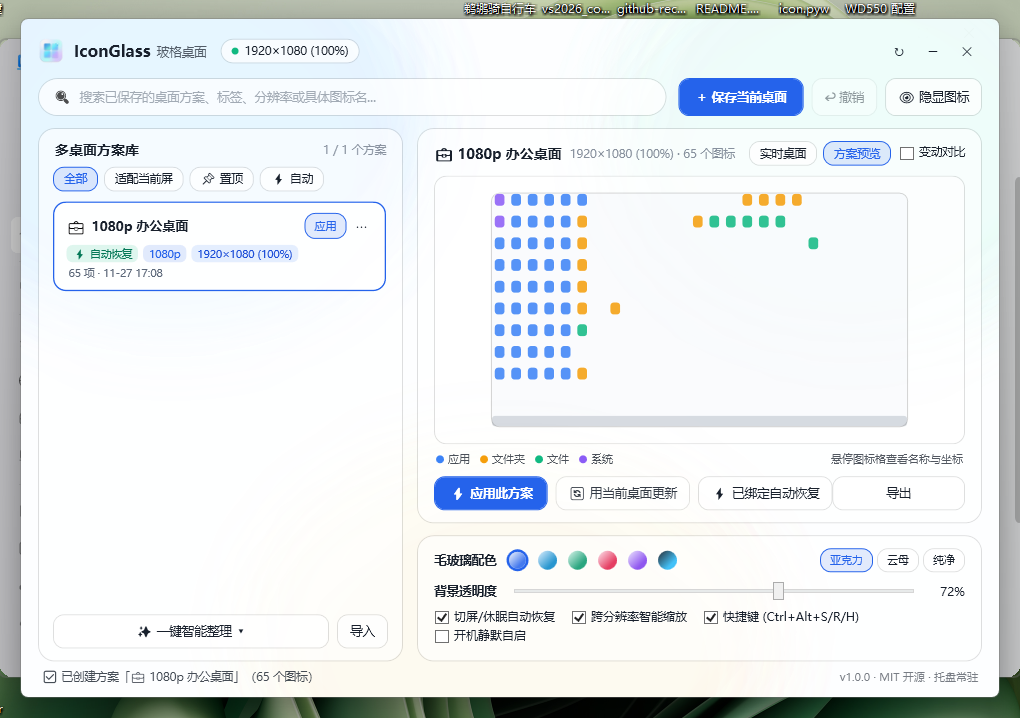 vs2026_co... github-rec... README.... icon.pyw WD550 配置
IconGlass 玻格桌面 1920×1080 (100%)
搜索已保存的桌面方案、标签、分辨率或具体图标名...
+ 保存当前桌面
↩ 撤销
隐显图标
多桌面方案库 1 / 1 个方案
全部 适配当前屏 置顶 自动
1080p 办公桌面 应用 ...
自动恢复 1080p 1920×1080 (100%)
65 项 · 11-27 17:08
一键智能整理 ▾ 导入
1080p 办公桌面 1920×1080 (100%) · 65 个图标 实时桌面 方案预览 变动对比
应用 文件夹 文件 系统 悬停图标格查看名称与坐标
应用此方案 用当前桌面更新 已绑定自动恢复 导出
毛玻璃配色 亚克力 云母 纯净
背景透明度 72%
切屏/休眠自动恢复 跨分辨率智能缩放 快捷键 (Ctrl+Alt+S/R/H)
开机静默自启
已创建方案「1080p 办公桌面」 (65 个图标) v1.0.0 · MIT 开源 · 托盘常驻